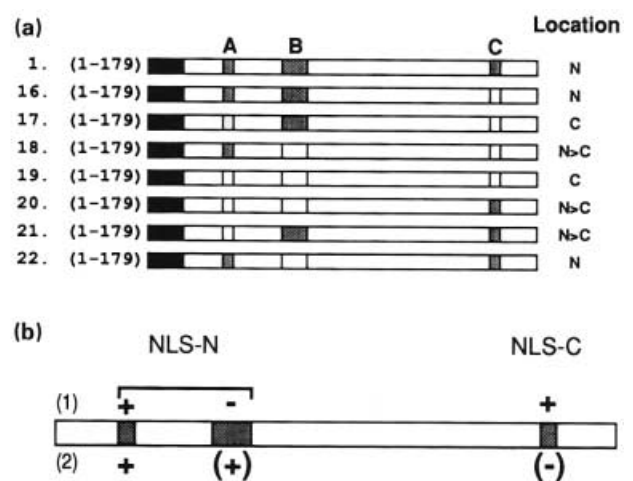 (a) Location
A B C
1. (1-179) N
16. (1-179) N
17. (1-179) C
18. (1-179) N>C
19. (1-179) C
20. (1-179) N>C
21. (1-179) N>C
22. (1-179) N
(b)
NLS-N NLS-C
(1) + - +
(2) + (+) (-)